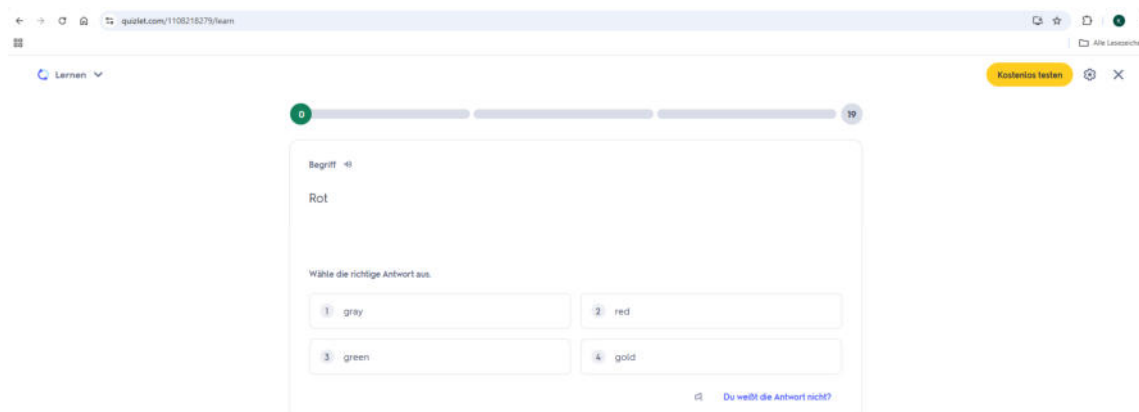 quizlet.com/1108218279/learn
K
Alle Lesezeiche
Lernen
Kostenlos testen
0
19
Begriff
Rot
Wähle die richtige Antwort aus.
1 gray
2 red
3 green
4 gold
Du weißt die Antwort nicht?